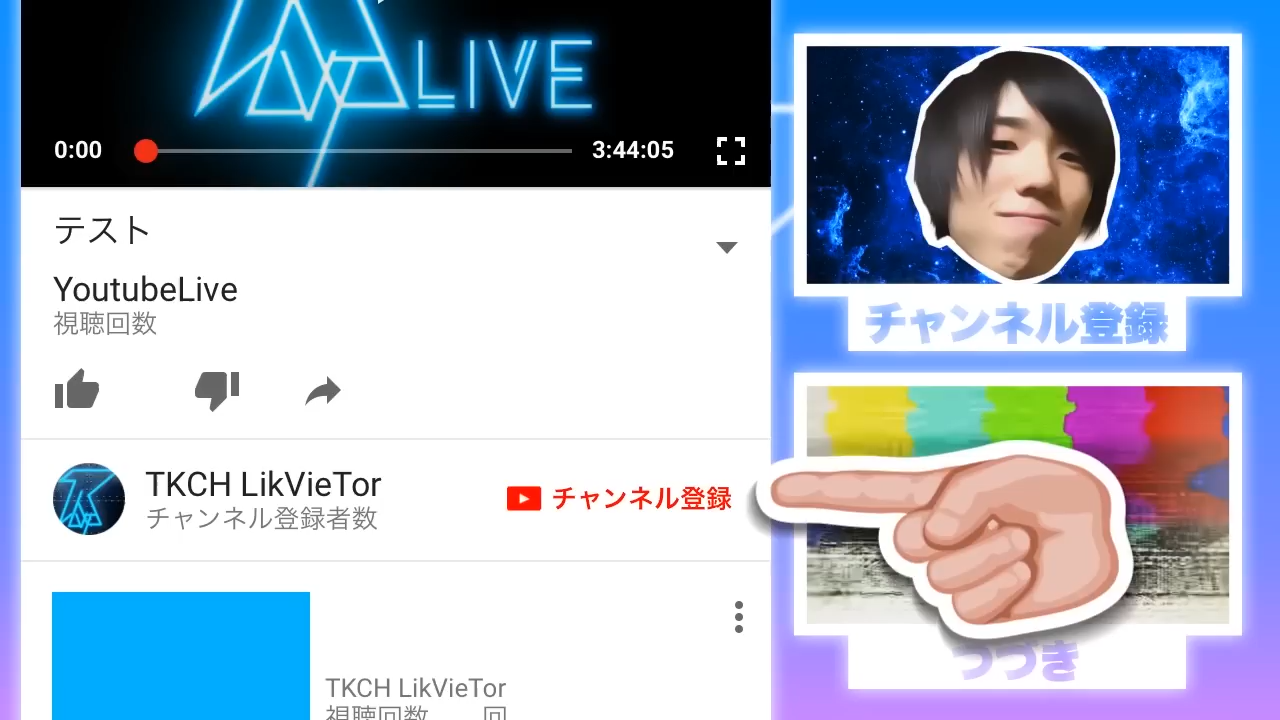 LIVE
0:00
3:44:05
テスト
YoutubeLive
視聴回数
TKCH LikVieTor
チャンネル登録者数
チャンネル登録
TKCH LikVieTor
視聴回数 回
チャンネル登録
つづき